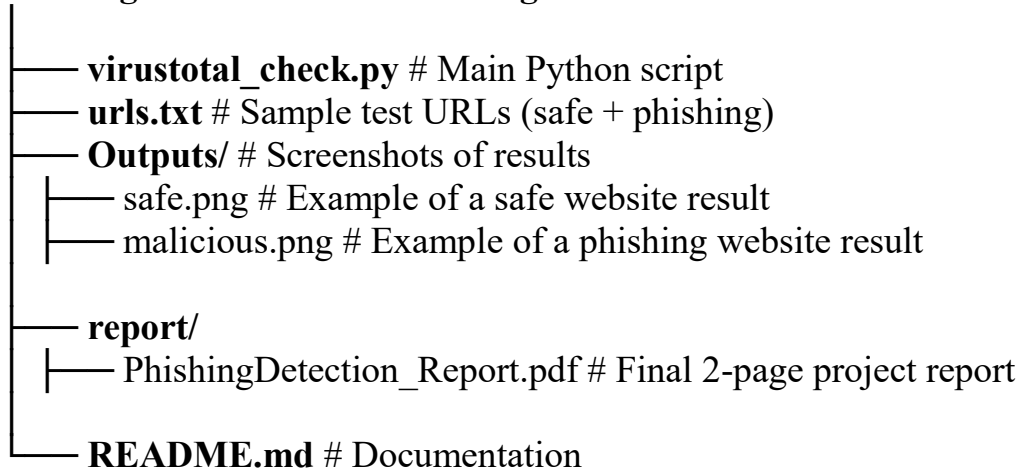 virustotal_check.py # Main Python script
urls.txt # Sample test URLs (safe + phishing)
Outputs/ # Screenshots of results
safe.png # Example of a safe website result
malicious.png # Example of a phishing website result
report/
PhishingDetection_Report.pdf # Final 2-page project report
README.md # Documentation